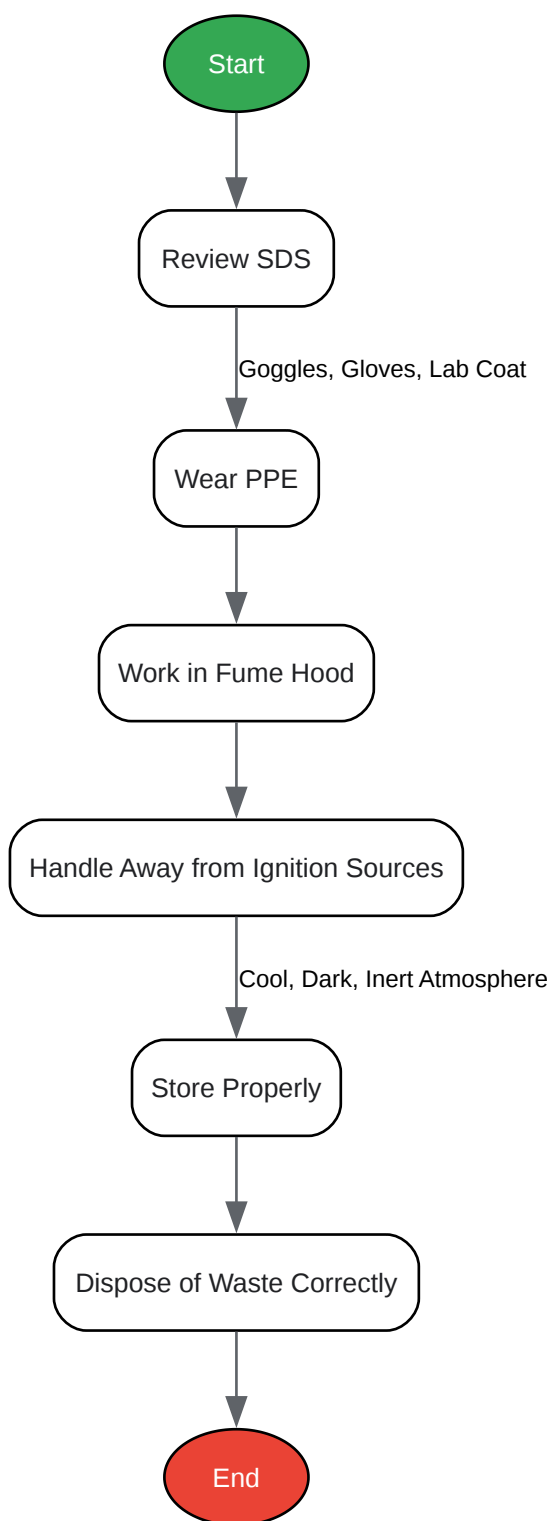 Start
Review SDS
Goggles, Gloves, Lab Coat
Wear PPE
Work in Fume Hood
Handle Away from Ignition Sources
Cool, Dark, Inert Atmosphere
Store Properly
Dispose of Waste Correctly
End